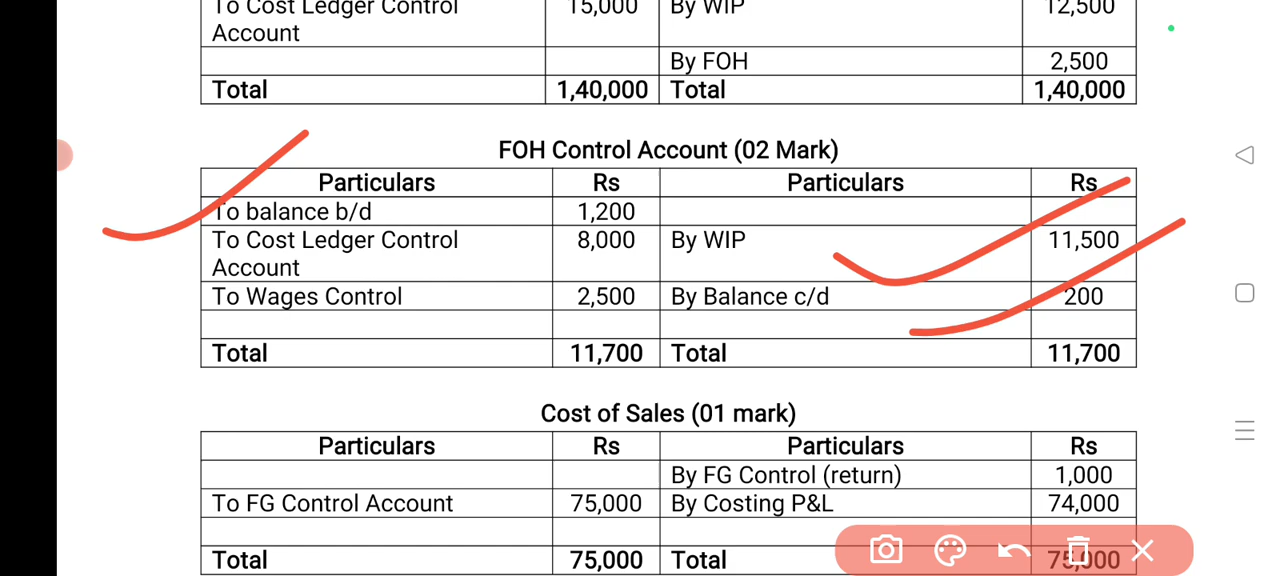 To Cost Ledger Control Account 15,000 By WIP 12,500
By FOH 2,500
Total 1,40,000 Total 1,40,000
FOH Control Account (02 Mark)
Particulars Rs Particulars Rs
To balance b/d 1,200
To Cost Ledger Control Account 8,000 By WIP 11,500
To Wages Control 2,500 By Balance c/d 200
Total 11,700 Total 11,700
Cost of Sales (01 mark)
Particulars Rs Particulars Rs
By FG Control (return) 1,000
To FG Control Account 75,000 By Costing P&L 74,000
Total 75,000 Total 75,000